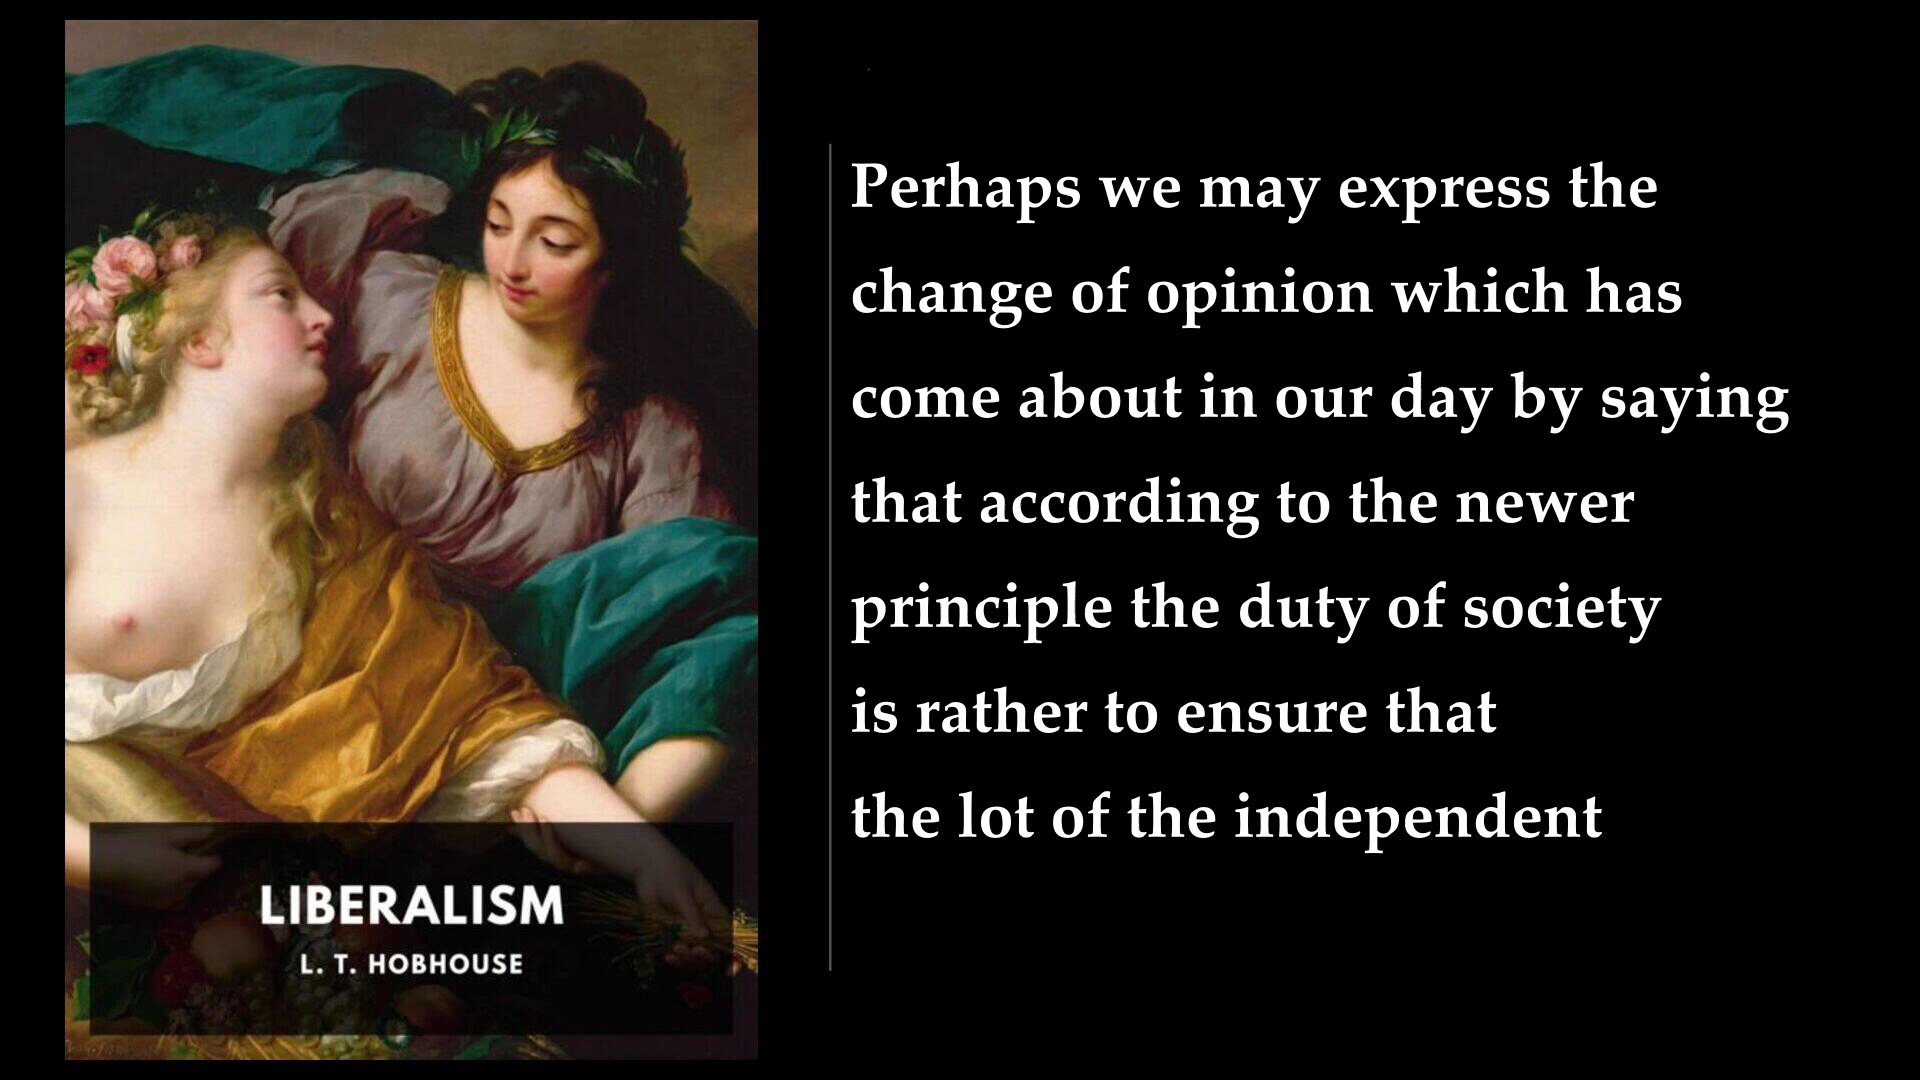 LIBERALISM
L. T. HOBHOUSE
Perhaps we may express the
change of opinion which has
come about in our day by saying
that according to the newer
principle the duty of society
is rather to ensure that
the lot of the independent